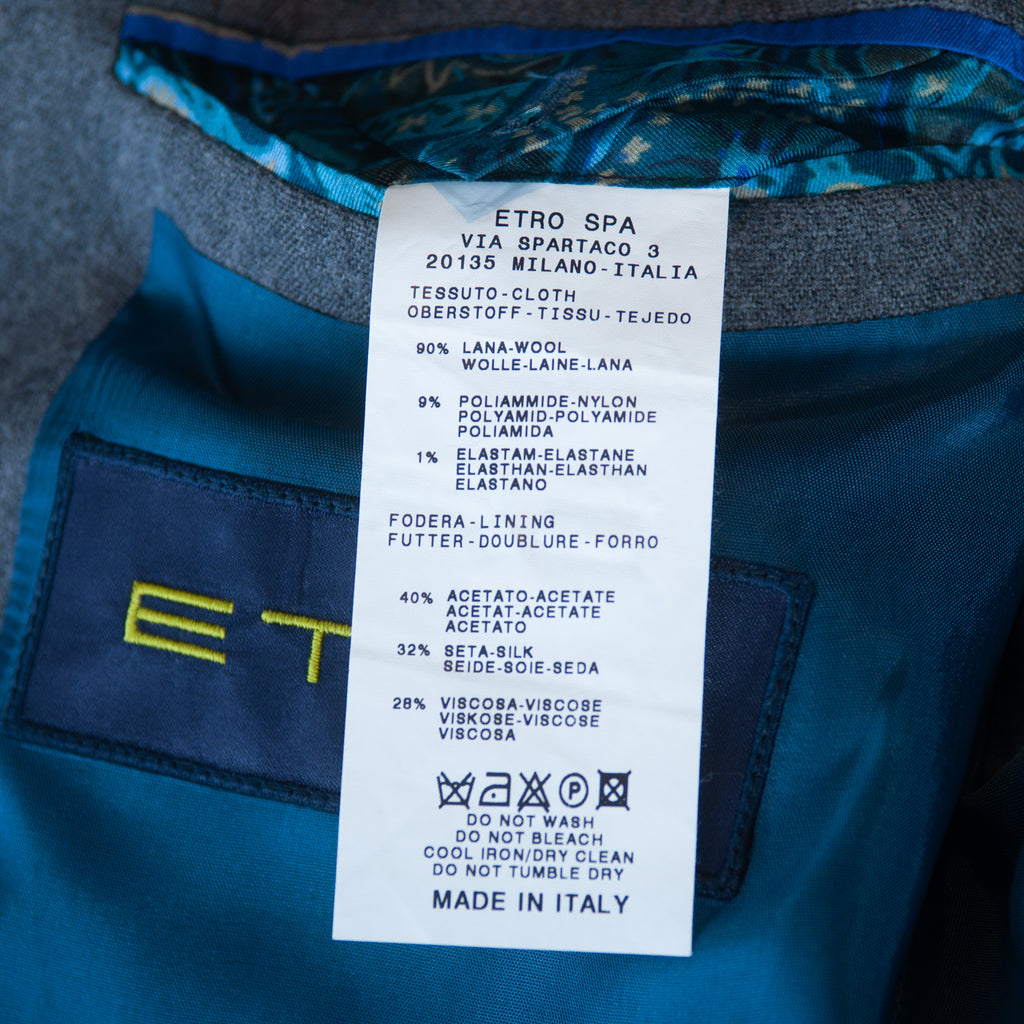 ETRO SPA
VIA SPARTACO 3
20135 MILANO-ITALIA
TESSUTO-CLOTH
OBERSTOFF-TISSU-TEJEDO
90% LANA-WOOL
WOLLE-LAINE-LANA
9% POLIAMMIDE-NYLON
POLYAMID-POLYAMIDE
POLIAMIDA
1% ELASTAM-ELASTANE
ELASTHAN-ELASTHAN
ELASTANO
FODERA-LINING
FUTTER-DOUBLURE-FORRO
40% ACETATO-ACETATE
ACETAT-ACETATE
ACETATO
32% SETA-SILK
SEIDE-SOIE-SEDA
28% VISCOSA-VISCOSE
VISKOSE-VISCOSE
VISCOSA
P
DO NOT WASH
DO NOT BLEACH
COOL IRON/DRY CLEAN
DO NOT TUMBLE DRY
MADE IN ITALY
ET